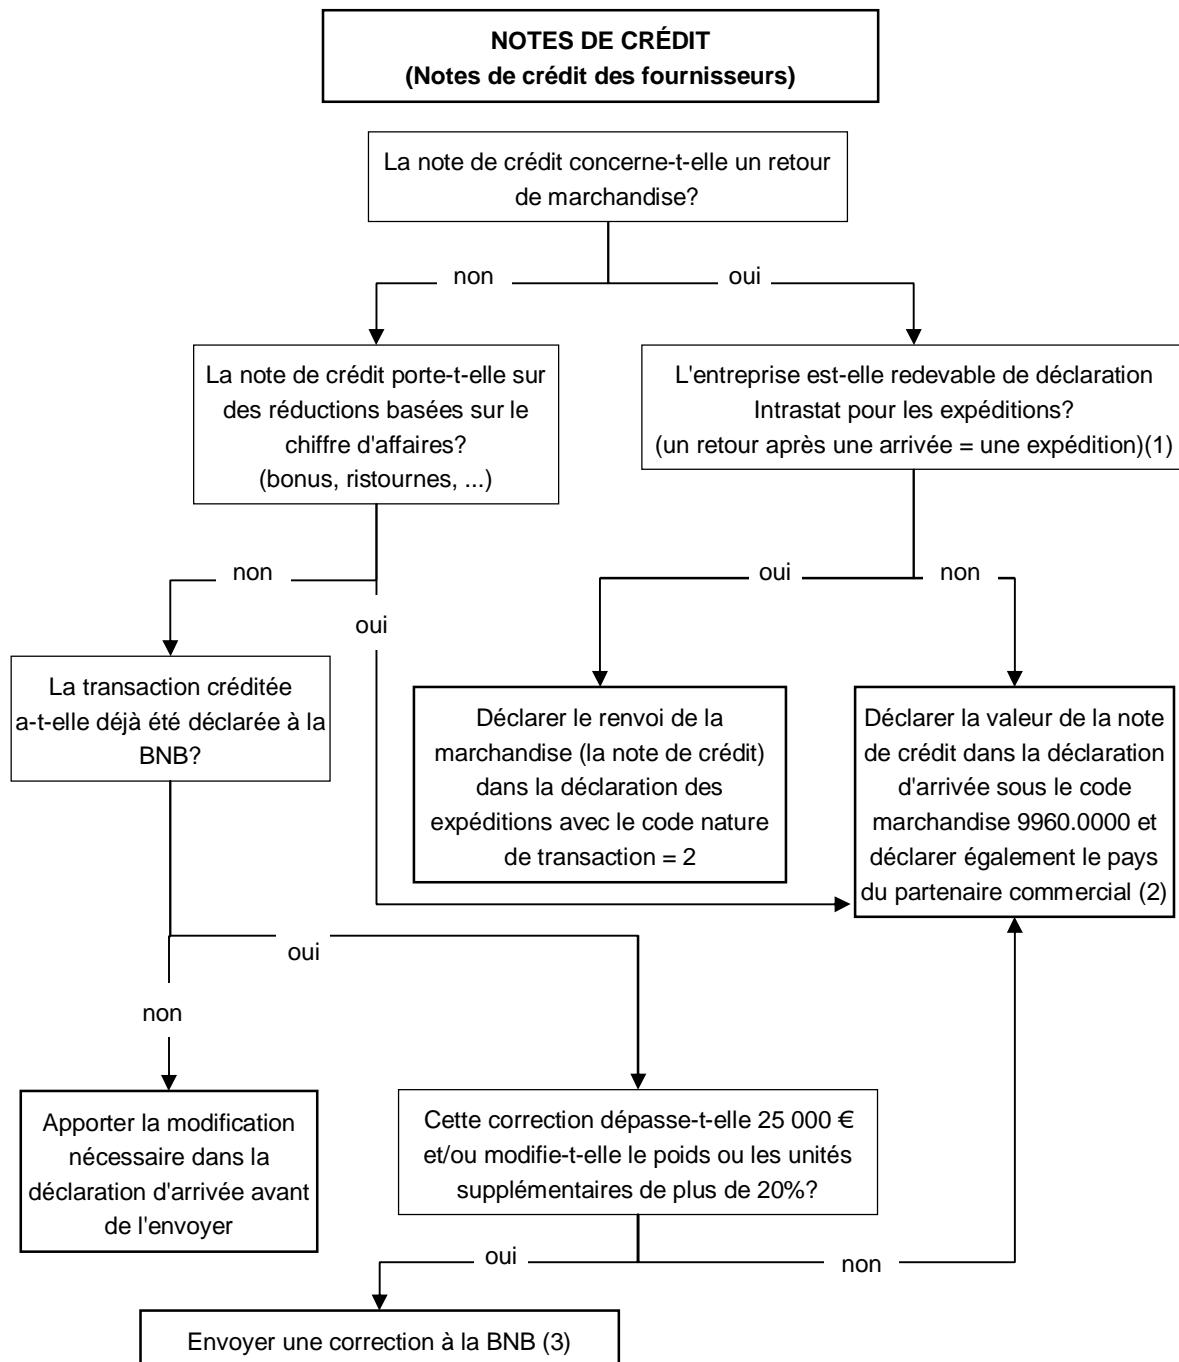 NOTES DE CRÉDIT
(Notes de crédit des fournisseurs)
La note de crédit concerne-t-elle un retour
de marchandise?
non
oui
La note de crédit porte-t-elle sur
des réductions basées sur le
chiffre d'affaires?
(bonus, ristournes, ...)
L'entreprise est-elle redevable de déclaration
Intrastat pour les expéditions?
(un retour après une arrivée = une expédition)(1)
non
oui
oui
non
La transaction créditée
a-t-elle déjà été déclarée à la
BNB?
Déclarer le renvoi de la
marchandise (la note de crédit)
dans la déclaration des
expéditions avec le code nature
de transaction = 2
Déclarer la valeur de la note
de crédit dans la déclaration
d'arrivée sous le code
marchandise 9960.0000 et
déclarer également le pays
du partenaire commercial (2)
oui
non
Apporter la modification
nécessaire dans la
déclaration d'arrivée avant
de l'envoyer
Cette correction dépasse-t-elle 25 000 €
et/ou modifie-t-elle le poids ou les unités
supplémentaires de plus de 20%?
oui
non
Envoyer une correction à la BNB (3)